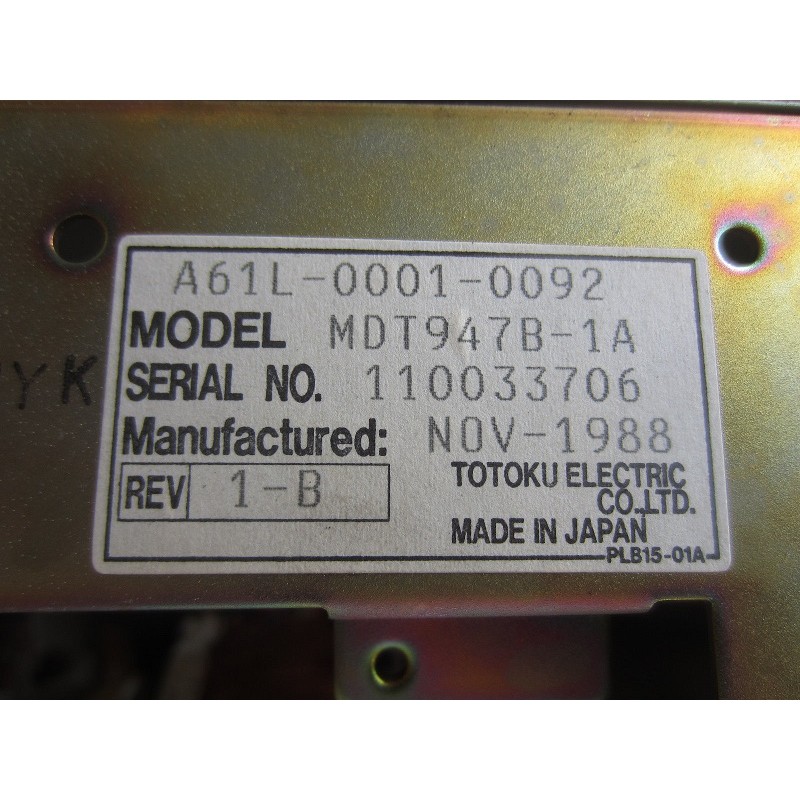 A61L-0001-0092
MODEL MDT947B-1A
YK
SERIAL NO. 110033706
Manufactured: NOV-1988
REV 1-B
TOTOKU ELECTRIC
CO.,LTD.
MADE IN JAPAN
PLB15-01A